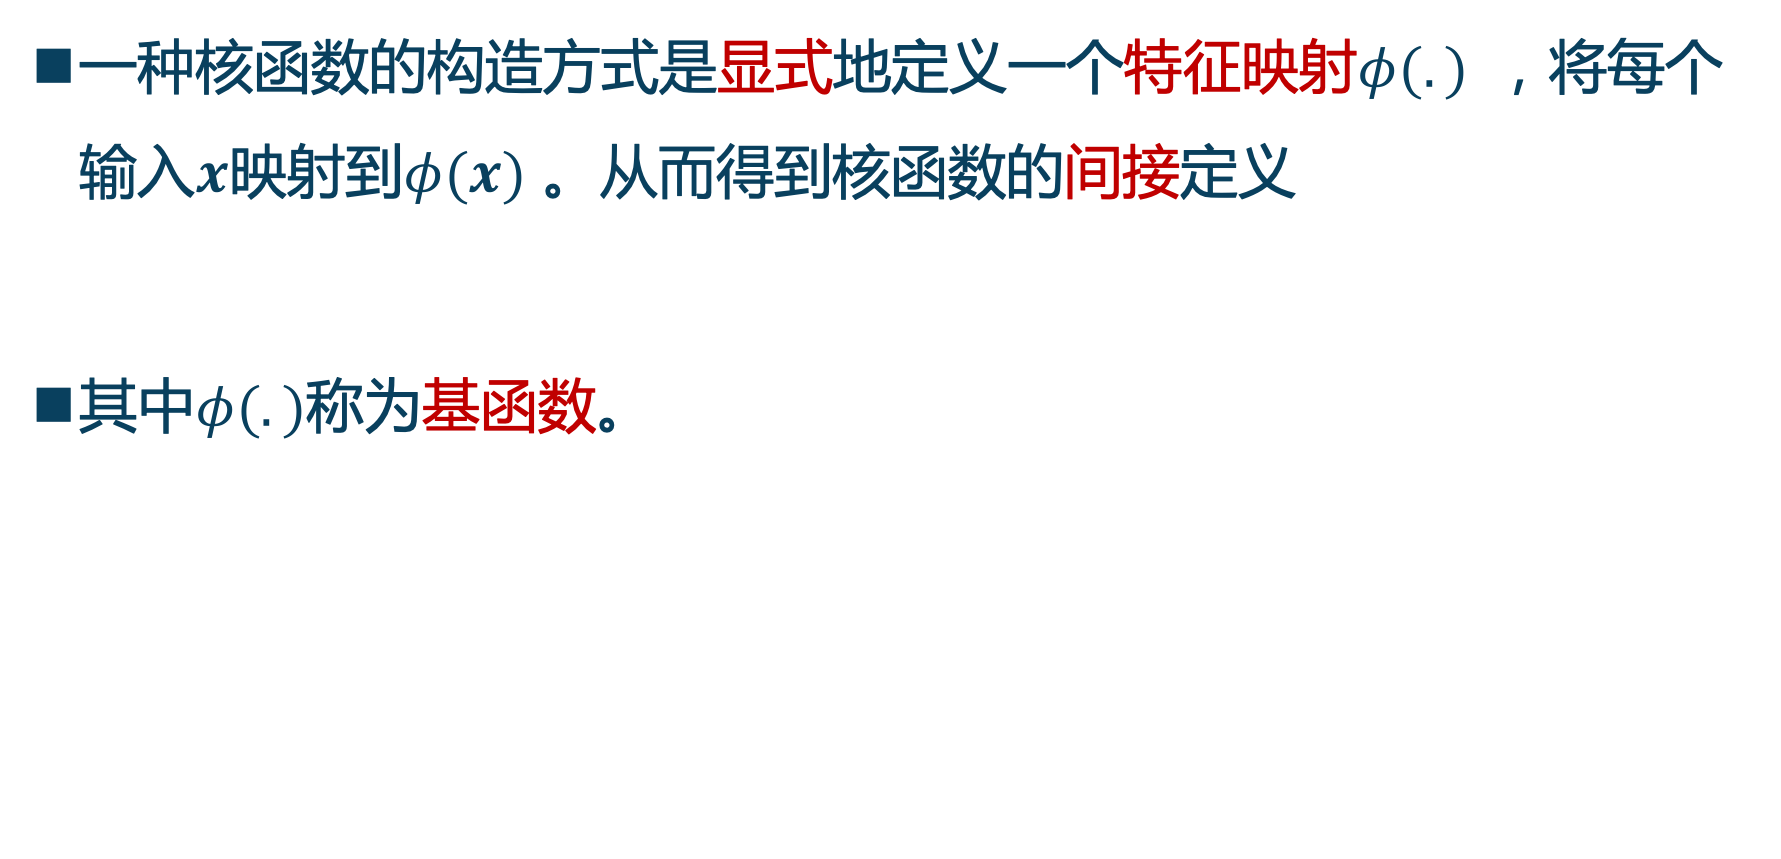 ■一种核函数的构造方式是显式地定义一个特征映射𝜙(.) ，将每个
输入𝒙映射到𝜙(𝒙) 。从而得到核函数的间接定义
■其中𝜙(.)称为基函数。